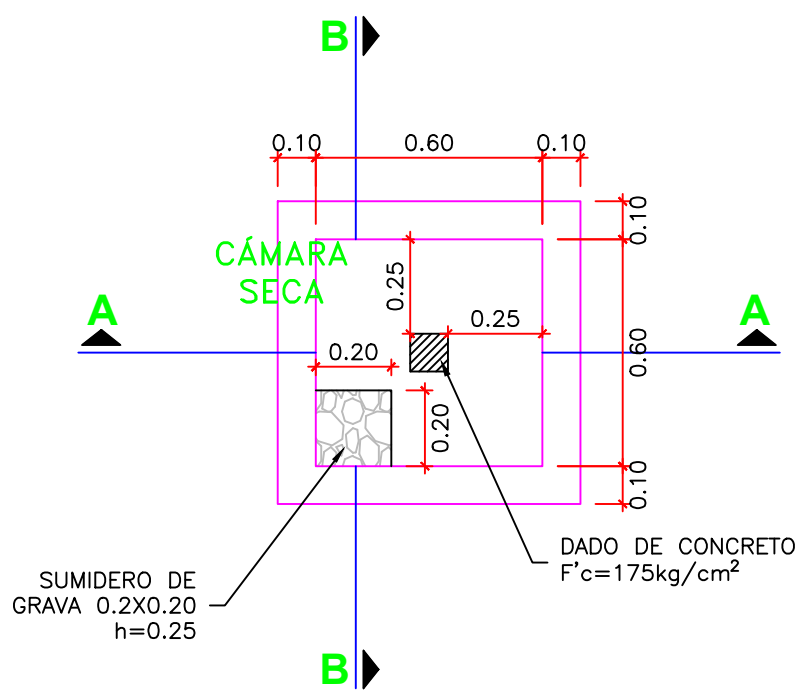 B
0.10
0.60
0.10
0.10
CÁMARA
SECA
0.25
0.25
A
A
0.20
0.60
0.20
0.10
DADO DE CONCRETO
F'c=175kg/cm²
SUMIDERO DE
GRAVA 0.2X0.20
h=0.25
B